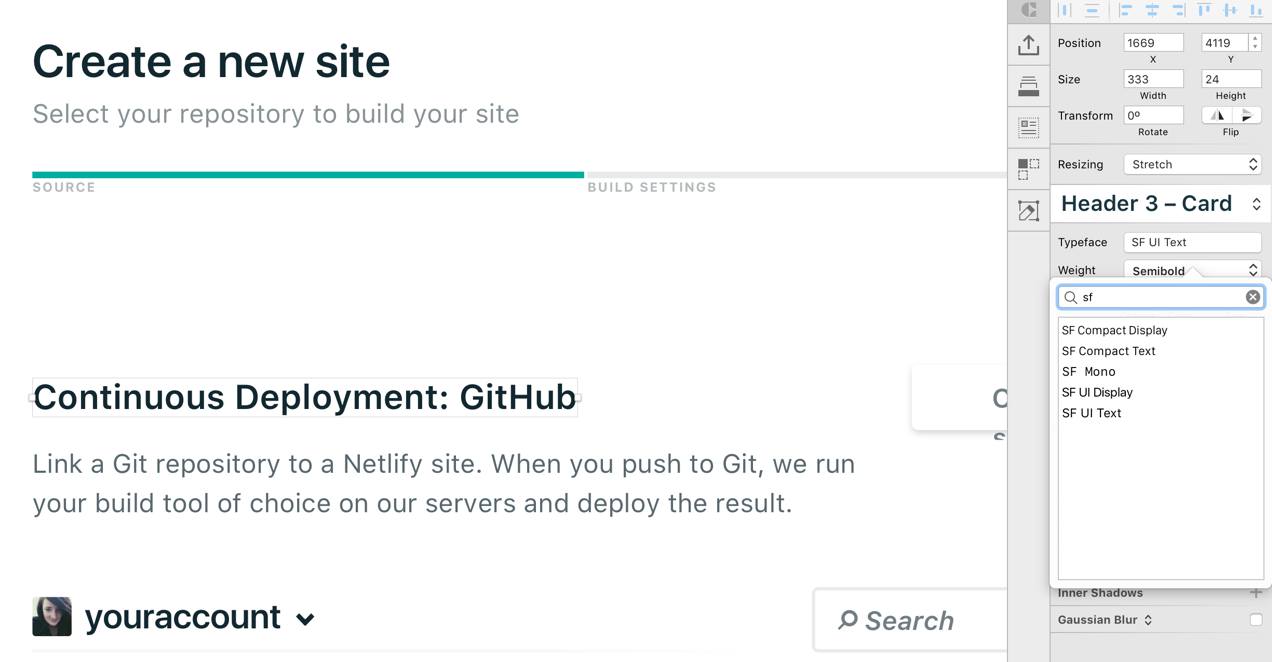 Create a new site
Select your repository to build your site
SOURCE
BUILD SETTINGS
Continuous Deployment: GitHub
Link a Git repository to a Netlify site. When you push to Git, we run
your build tool of choice on our servers and deploy the result.
youraccount
Search
Position
1669
4119
X
Y
Size
333
24
Width
Height
Transform
0º
Rotate
Flip
Resizing
Stretch
Header 3 – Card
Typeface
SF UI Text
Weight
Semibold
sf
SF Compact Display
SF Compact Text
SF Mono
SF UI Display
SF UI Text
Inner Shadows
Gaussian Blur